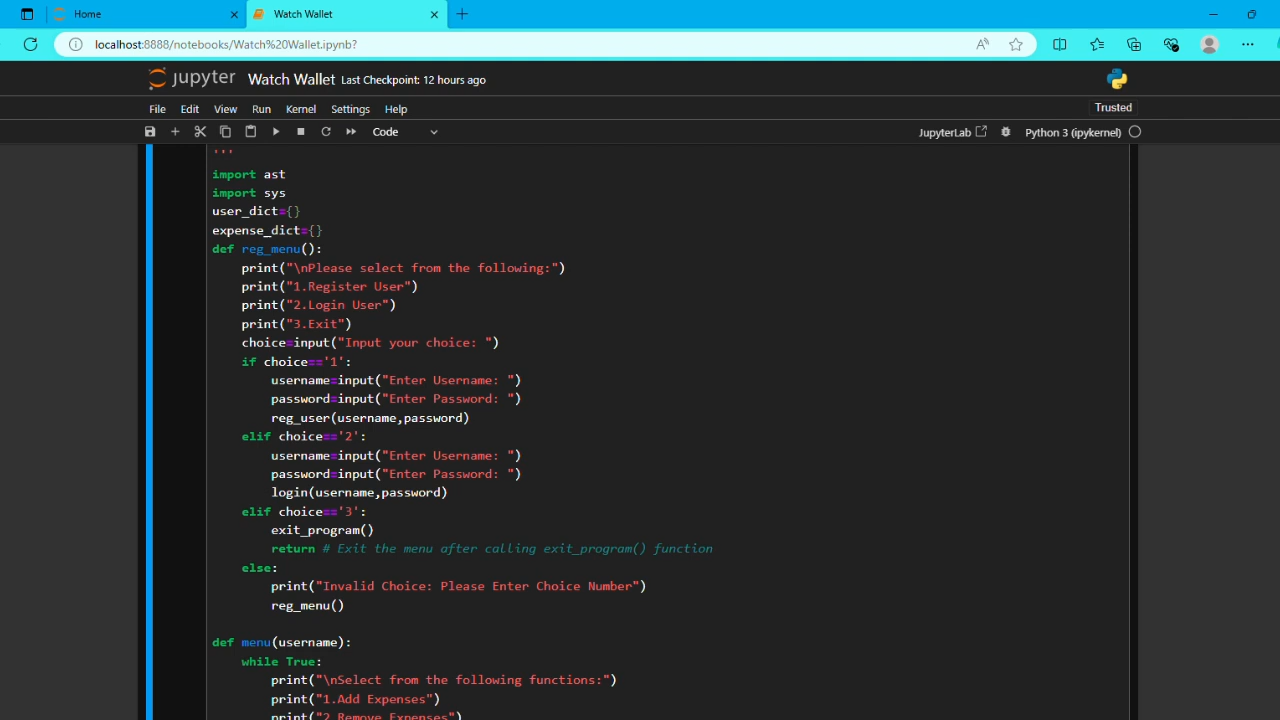 Home
Watch Wallet
localhost:8888/notebooks/Watch%20Wallet.ipynb?
jupyter Watch Wallet Last Checkpoint: 12 hours ago
File Edit View Run Kernel Settings Help
Trusted
Code
JupyterLab
Python 3 (ipykernel)
'''
import ast
import sys
user_dict={}
expense_dict={}
def reg_menu():
    print("\nPlease select from the following:")
    print("1.Register User")
    print("2.Login User")
    print("3.Exit")
    choice=input("Input your choice: ")
    if choice=='1':
        username=input("Enter Username: ")
        password=input("Enter Password: ")
        reg_user(username,password)
    elif choice=='2':
        username=input("Enter Username: ")
        password=input("Enter Password: ")
        login(username,password)
    elif choice=='3':
        exit_program()
        return # Exit the menu after calling exit_program() function
    else:
        print("Invalid Choice: Please Enter Choice Number")
        reg_menu()
def menu(username):
    while True:
        print("\nSelect from the following functions:")
        print("1.Add Expenses")
        print("2.Remove Expenses")